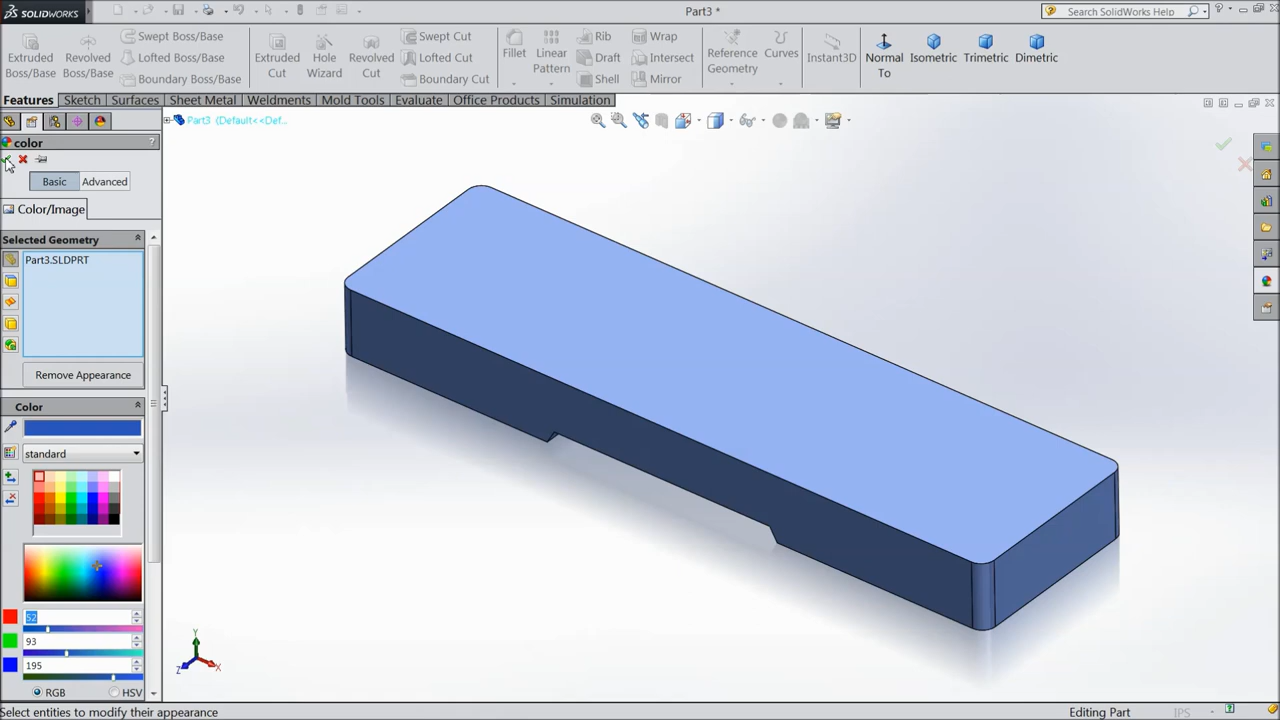 SOLIDWORKS
Part3 *
Search SolidWorks Help
Extruded Boss/Base
Revolved Boss/Base
Swept Boss/Base
Lofted Boss/Base
Boundary Boss/Base
Extruded Cut
Hole Wizard
Revolved Cut
Swept Cut
Lofted Cut
Boundary Cut
Fillet
Linear Pattern
Rib
Draft
Shell
Wrap
Intersect
Mirror
Reference Geometry
Curves
Instant3D
Normal To
Isometric
Trimetric
Dimetric
Features Sketch Surfaces Sheet Metal Weldments Mold Tools Evaluate Office Products Simulation
Part3 (Default<<Def...
color ?
Basic Advanced
Color/Image
Selected Geometry
Part3.SLDPRT
Remove Appearance
Color
standard
52
93
195
RGB HSV
Y
Z X
Select entities to modify their appearance
Editing Part IPS